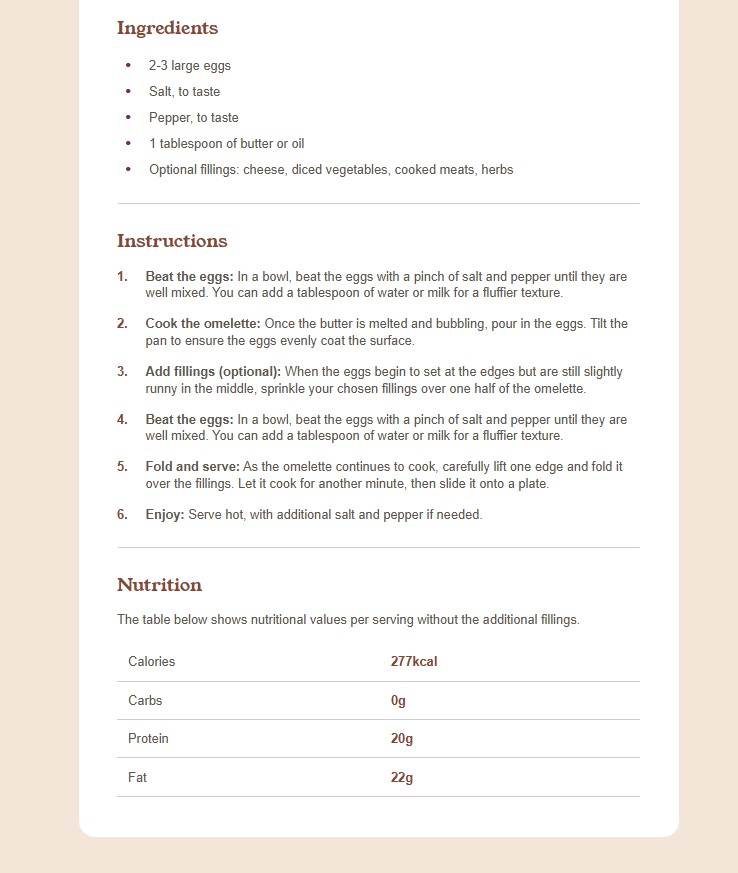 Ingredients
• 2-3 large eggs
• Salt, to taste
• Pepper, to taste
• 1 tablespoon of butter or oil
• Optional fillings: cheese, diced vegetables, cooked meats, herbs
Instructions
1. Beat the eggs: In a bowl, beat the eggs with a pinch of salt and pepper until they are
well mixed. You can add a tablespoon of water or milk for a fluffier texture.
2. Cook the omelette: Once the butter is melted and bubbling, pour in the eggs. Tilt the
pan to ensure the eggs evenly coat the surface.
3. Add fillings (optional): When the eggs begin to set at the edges but are still slightly
runny in the middle, sprinkle your chosen fillings over one half of the omelette.
4. Beat the eggs: In a bowl, beat the eggs with a pinch of salt and pepper until they are
well mixed. You can add a tablespoon of water or milk for a fluffier texture.
5. Fold and serve: As the omelette continues to cook, carefully lift one edge and fold it
over the fillings. Let it cook for another minute, then slide it onto a plate.
6. Enjoy: Serve hot, with additional salt and pepper if needed.
Nutrition
The table below shows nutritional values per serving without the additional fillings.
Calories 277kcal
Carbs 0g
Protein 20g
Fat 22g